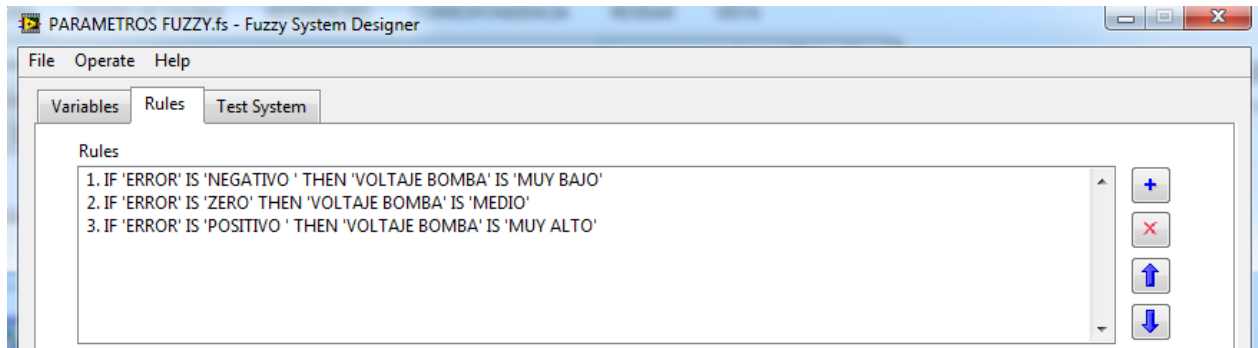 PARAMETROS FUZZY.fs - Fuzzy System Designer
File Operate Help
Variables Rules Test System
Rules
1. IF 'ERROR' IS 'NEGATIVO ' THEN 'VOLTAJE BOMBA' IS 'MUY BAJO'
2. IF 'ERROR' IS 'ZERO' THEN 'VOLTAJE BOMBA' IS 'MEDIO'
3. IF 'ERROR' IS 'POSITIVO ' THEN 'VOLTAJE BOMBA' IS 'MUY ALTO'